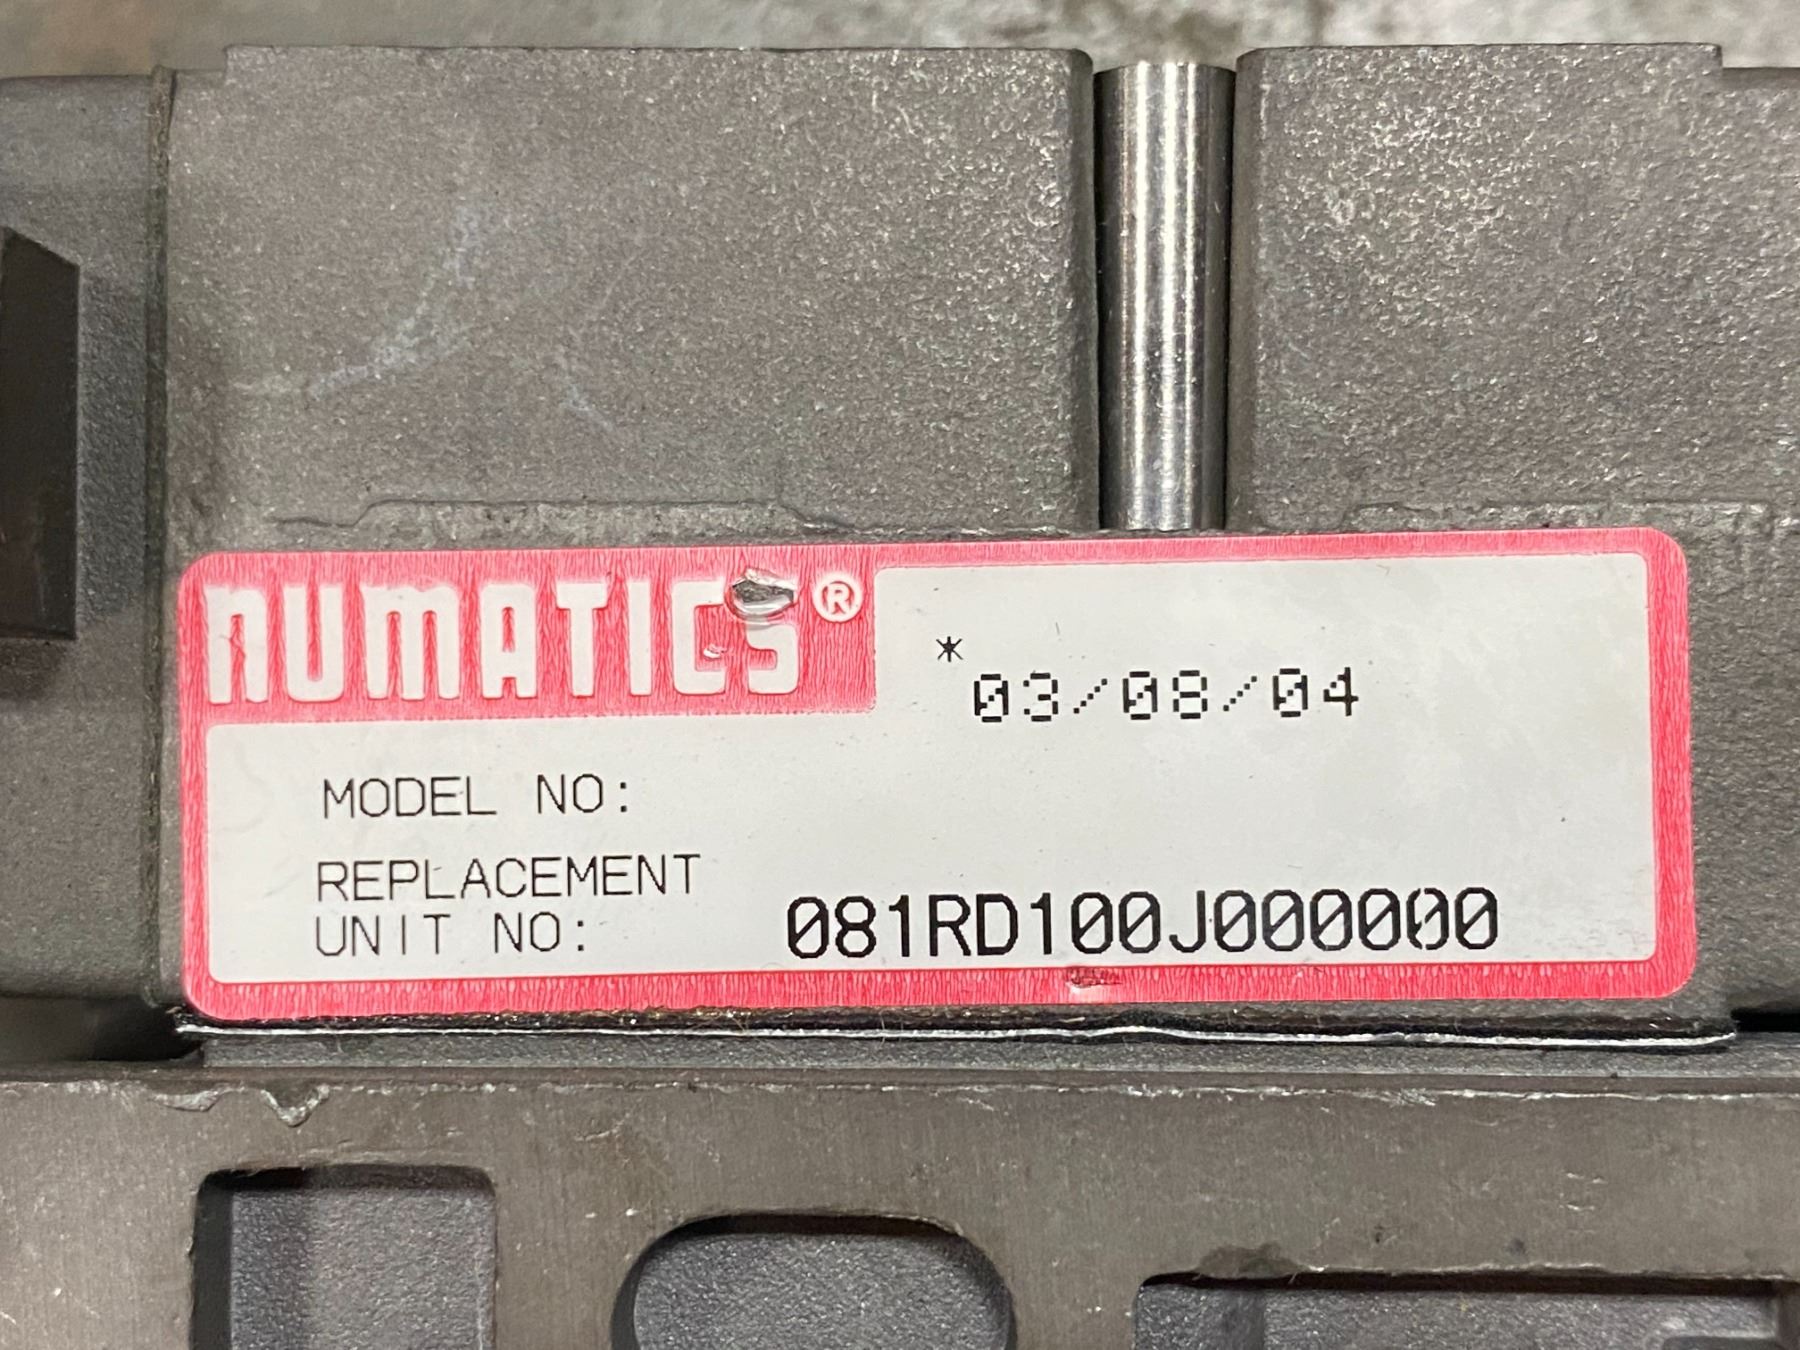 NUMATICS®
*
03/08/04
MODEL NO:
REPLACEMENT
UNIT NO: 081RD100J000000